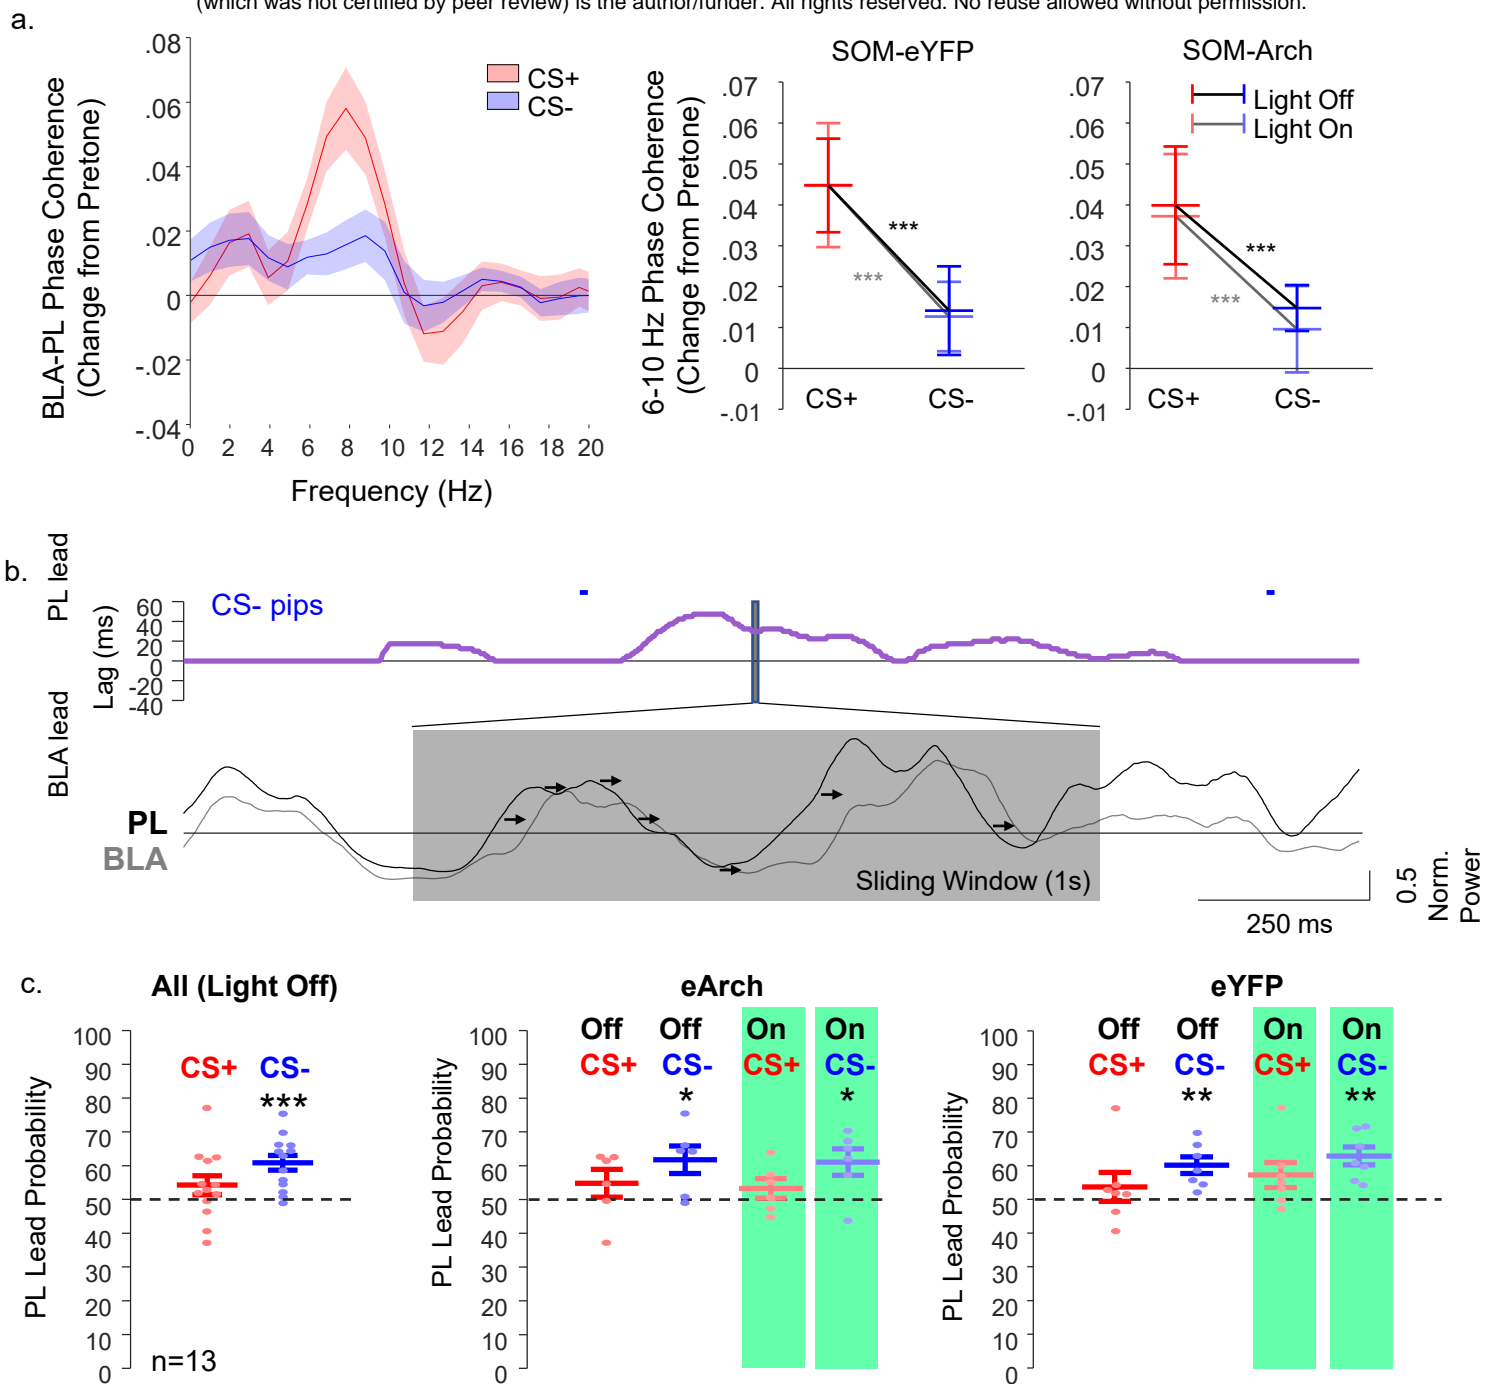 (which was not certified by peer review) is the author/funder. All rights reserved. No reuse allowed without permission.
a.
BLA-PL Phase Coherence
(Change from Pretone)
.08
.06
.04
.02
0
-.02
-.04
0 2 4 6 8 10 12 14 16 18 20
Frequency (Hz)
CS+
CS-
6-10 Hz Phase Coherence
(Change from Pretone)
SOM-eYFP
.07
.06
.05
.04
.03
.02
.01
0
-.01
***
***
CS+ CS-
SOM-Arch
.07
.06
.05
.04
.03
.02
.01
0
-.01
Light Off
Light On
***
***
CS+ CS-
b.
PL lead
BLA lead
Lag (ms)
60
40
20
0
-20
-40
CS- pips
PL
BLA
Sliding Window (1s)
0.5
Norm.
Power
250 ms
c.
All (Light Off)
PL Lead Probability
100
90
80
70
60
50
40
30
20
10
0
CS+ CS-
***
n=13
eArch
PL Lead Probability
100
90
80
70
60
50
40
30
20
10
0
Off Off On On
CS+ CS- CS+ CS-
* *
eYFP
PL Lead Probability
100
90
80
70
60
50
40
30
20
10
0
Off Off On On
CS+ CS- CS+ CS-
** **